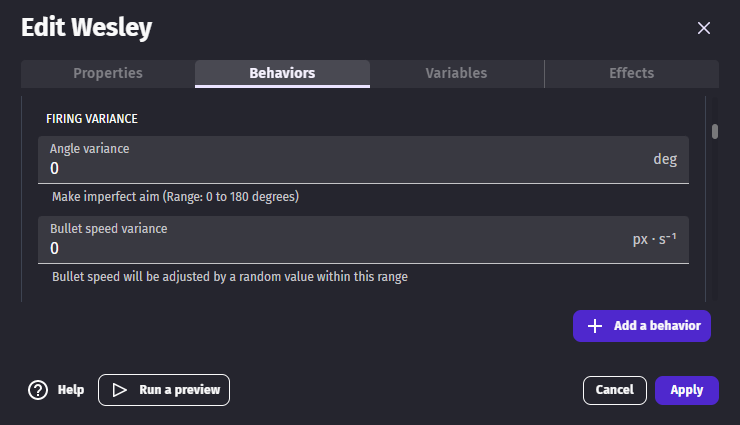 Edit Wesley
Properties
Behaviors
Variables
Effects
FIRING VARIANCE
Angle variance
0
deg
Make imperfect aim (Range: 0 to 180 degrees)
Bullet speed variance
0
px · s⁻¹
Bullet speed will be adjusted by a random value within this range
Add a behavior
Help
Run a preview
Cancel
Apply